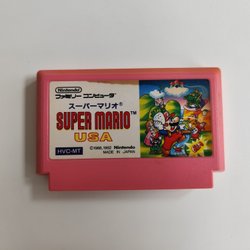 Nintendo
ファミリー コンピュータ
スーパーマリオ®
SUPER MARIO™
USA
©1988,1992 Nintendo
HVC-MT
MADE IN JAPAN